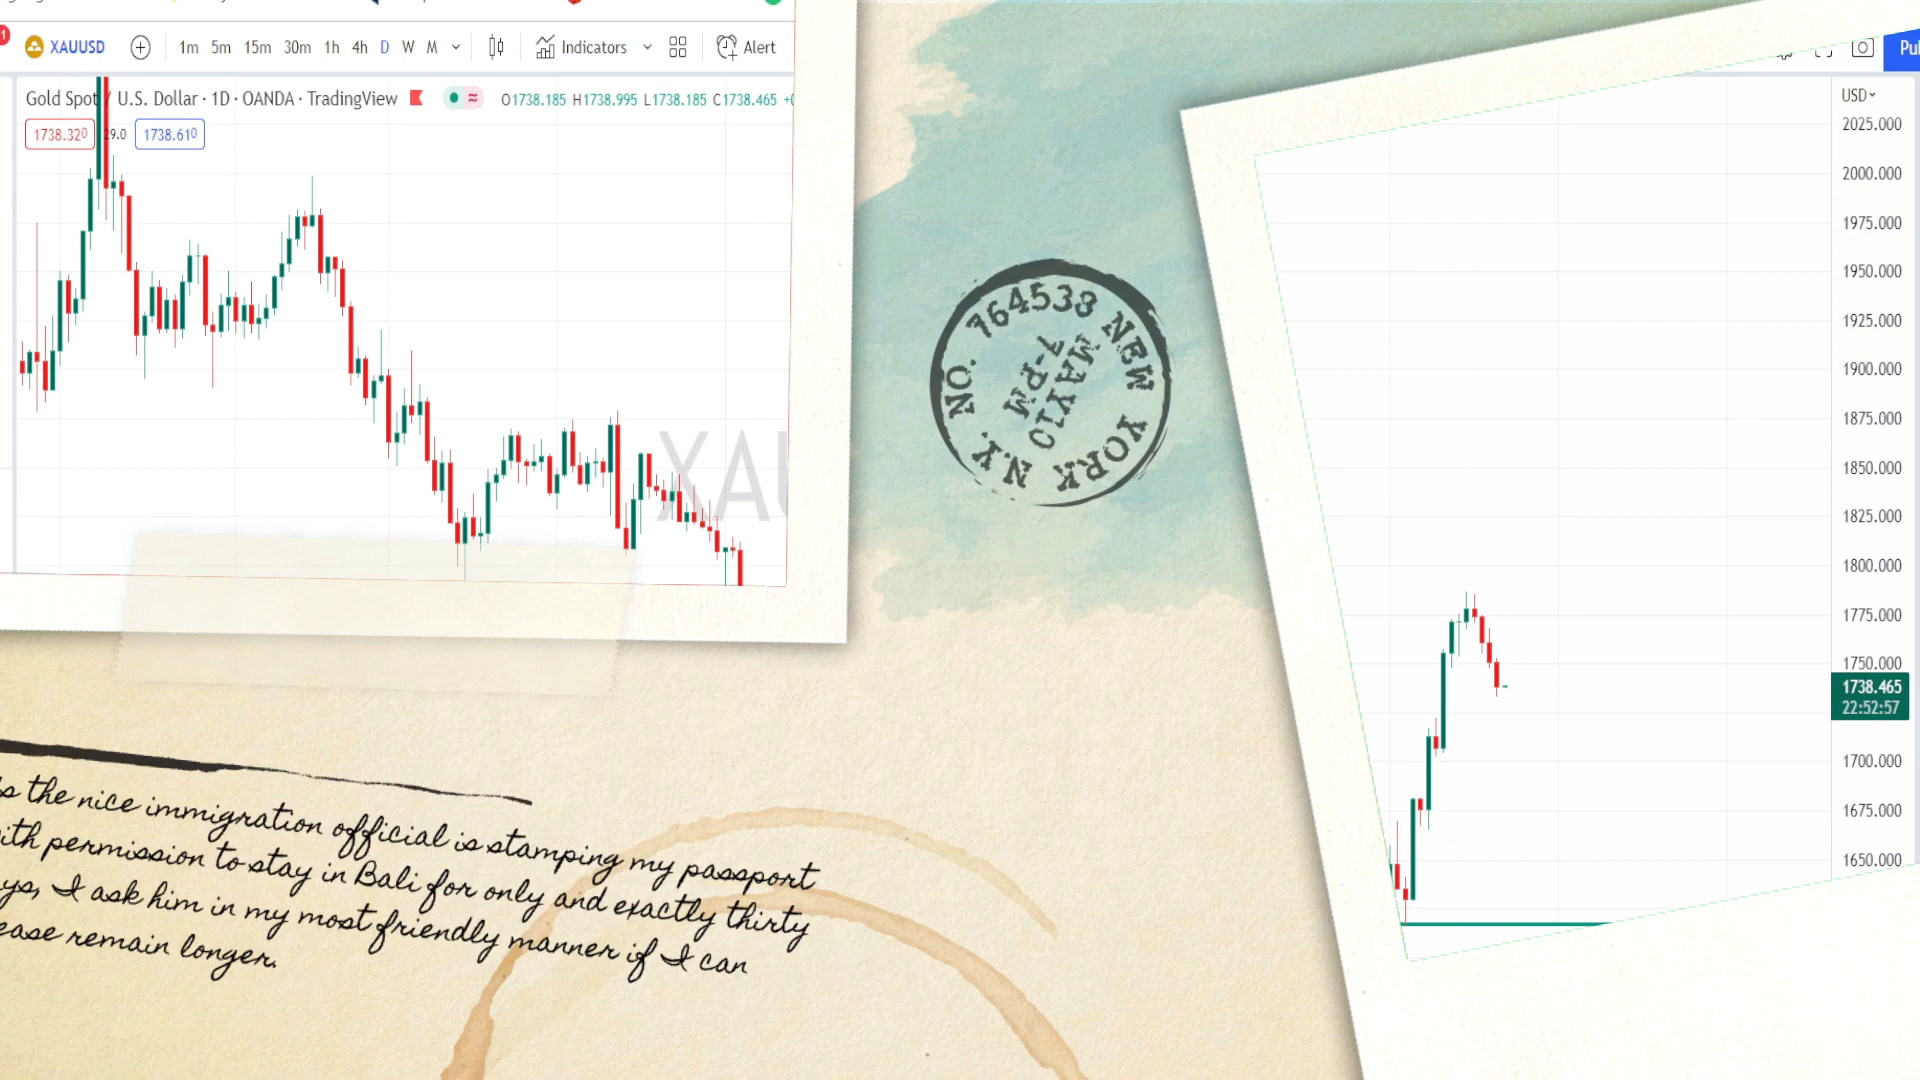 1
XAUUSD 1m 5m 15m 30m 1h 4h D W M Indicators Alert
Gold Spot / U.S. Dollar · 1D · OANDA · TradingView O1738.185 H1738.995 L1738.185 C1738.465
1738.320 29.0 1738.610
XAU
NO. 764538 NEW YORK N.Y.
MAY10
7-PM
the nice immigration official is stamping my passport
permission to stay in Bali for only and exactly thirty
I ask him in my most friendly manner if I can
remain longer.
USD
2025.000
2000.000
1975.000
1950.000
1925.000
1900.000
1875.000
1850.000
1825.000
1800.000
1775.000
1750.000
1738.465
22:52:57
1700.000
1675.000
1650.000